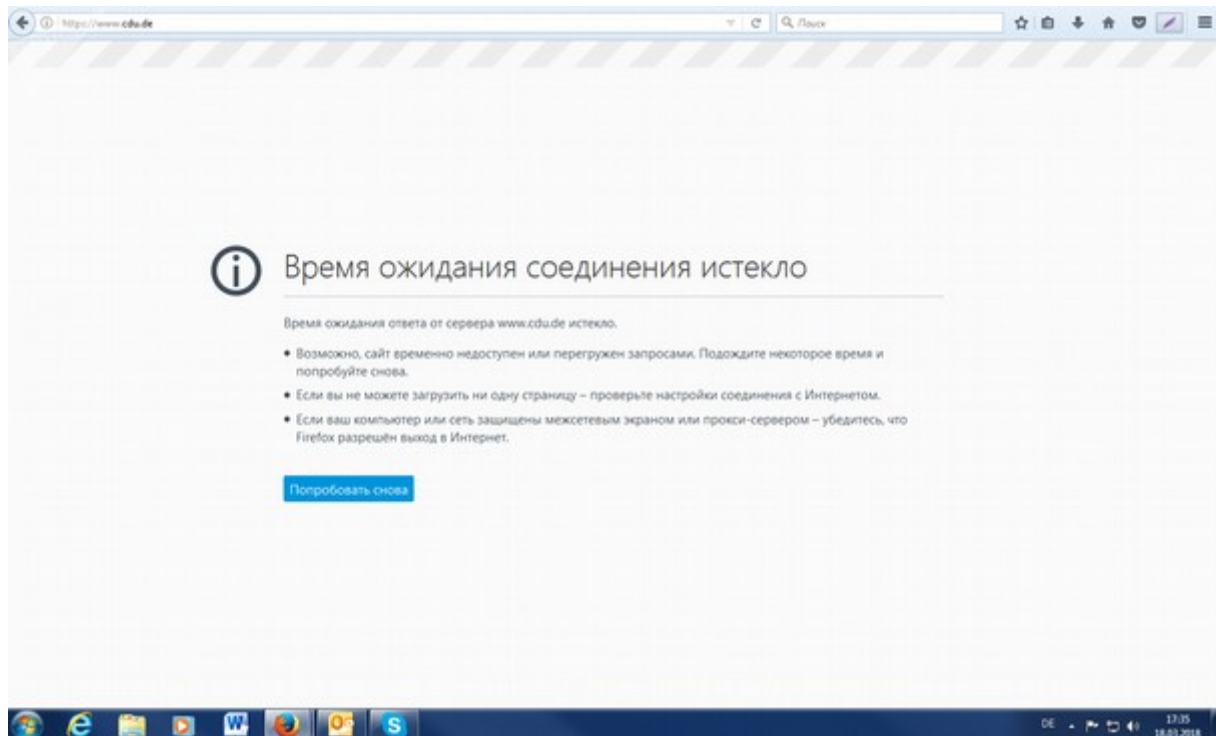 https://www.cdu.de
Поиск
Время ожидания соединения истекло
Время ожидания ответа от сервера www.cdu.de истекло.
• Возможно, сайт временно недоступен или перегружен запросами. Подождите некоторое время и
попробуйте снова.
• Если вы не можете загрузить ни одну страницу – проверьте настройки соединения с Интернетом.
• Если ваш компьютер или сеть защищены межсетевым экраном или прокси-сервером – убедитесь, что
Firefox разрешён выход в Интернет.
Попробовать снова
DE
17:35
18.03.2018